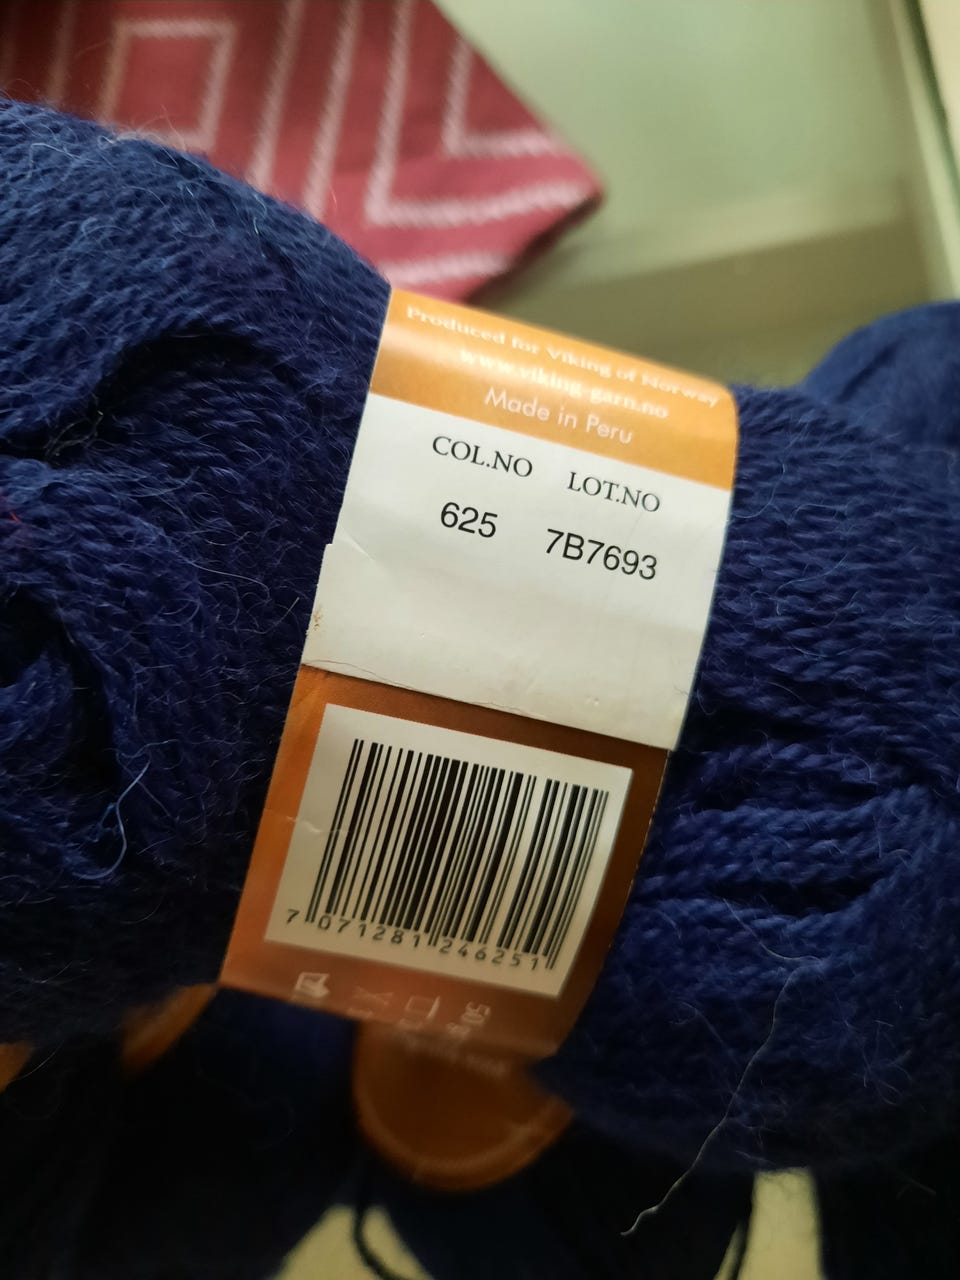 Produced for Viking of Norway
www.viking-garn.no
Made in Peru
COL.NO LOT.NO
625 7B7693
7 071281 246251
50 g